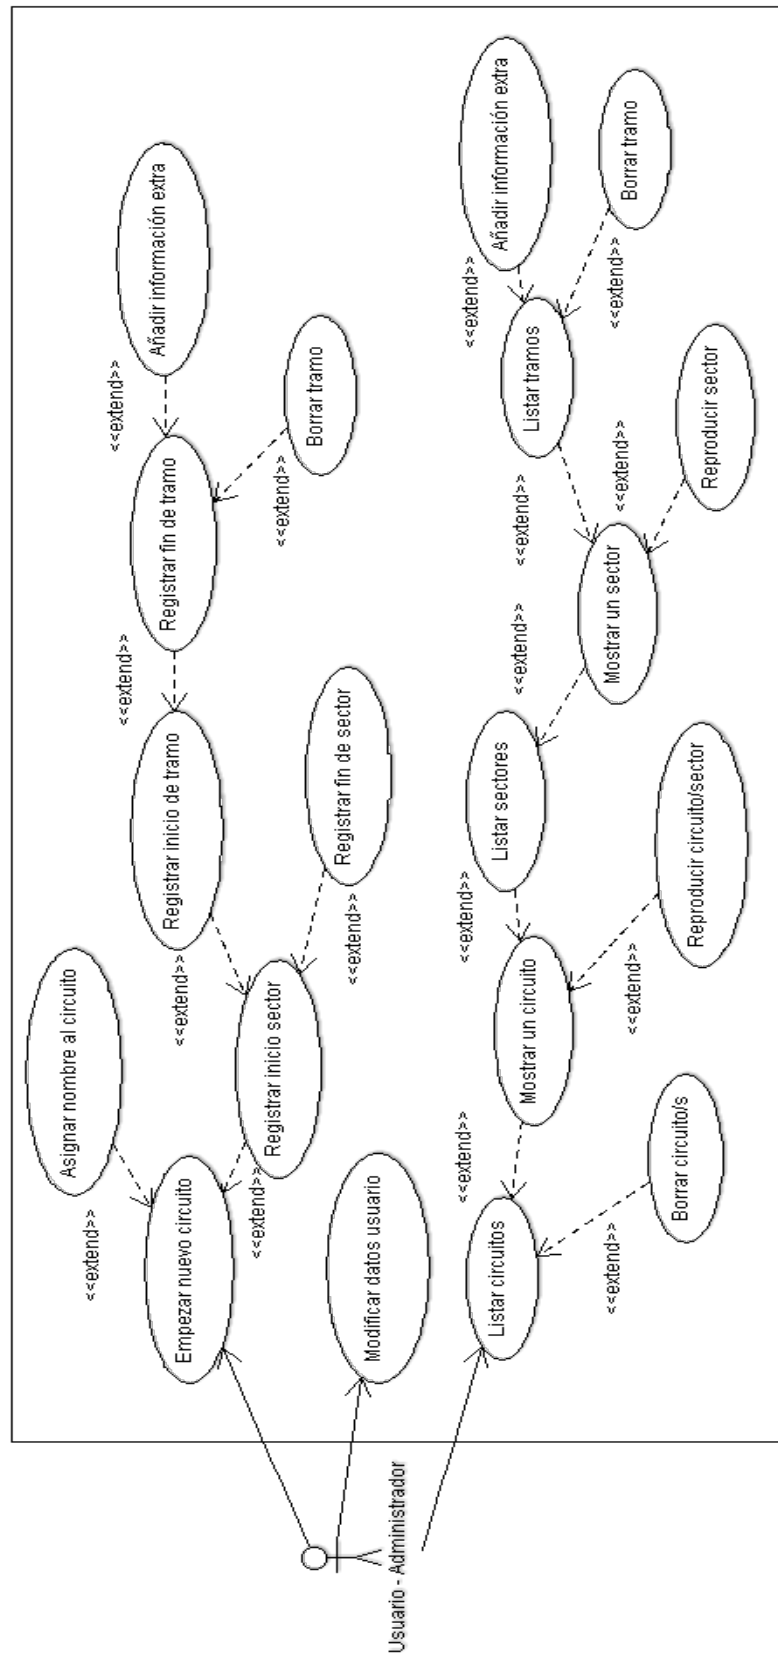 Usuario - Administrador
Empezar nuevo circuito
<<extend>>
Asignar nombre al circuito
<<extend>>
Registrar inicio sector
<<extend>>
Registrar inicio de tramo
<<extend>>
Registrar fin de sector
<<extend>>
Registrar fin de tramo
<<extend>>
Añadir información extra
<<extend>>
Borrar tramo
Modificar datos usuario
Listar circuitos
<<extend>>
Mostrar un circuito
<<extend>>
Borrar circuito/s
<<extend>>
Listar sectores
<<extend>>
Reproducir circuito/sector
<<extend>>
Mostrar un sector
<<extend>>
Listar tramos
<<extend>>
Reproducir sector
<<extend>>
Añadir información extra
<<extend>>
Borrar tramo